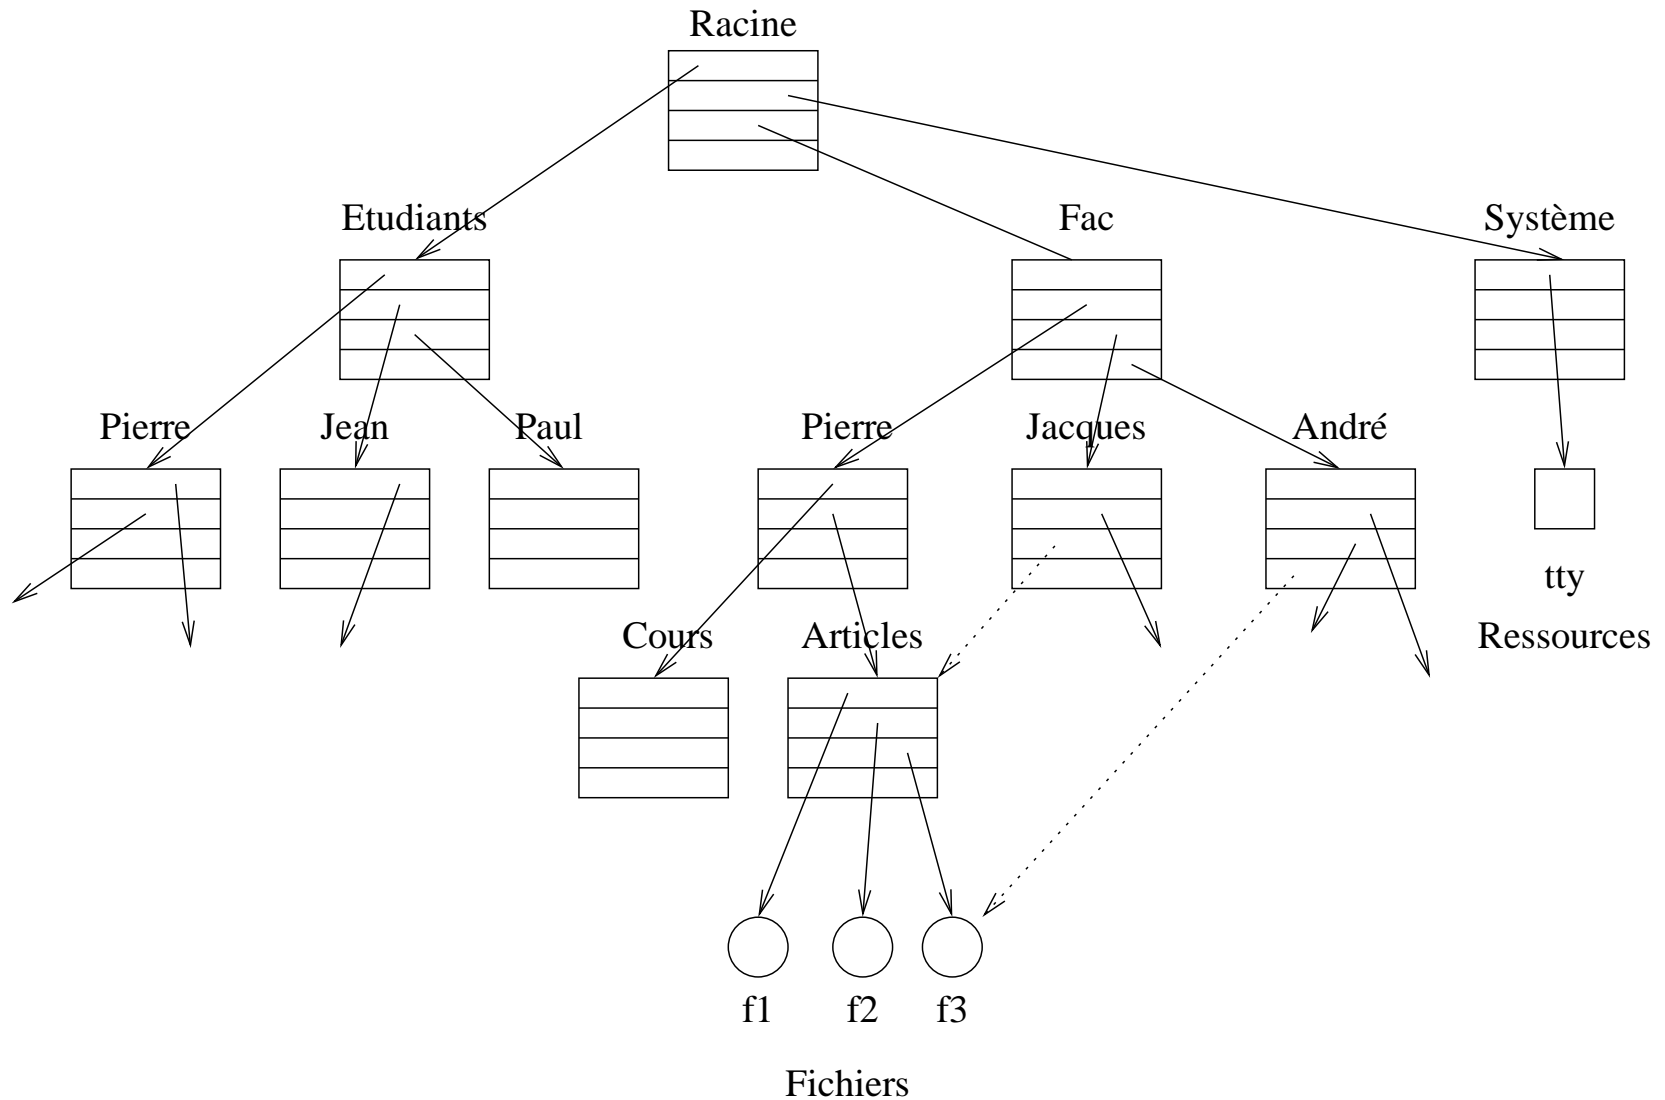 Racine
Etudiants
Fac
Système
Pierre
Jean
Paul
Pierre
Jacques
André
tty
Cours
Articles
Ressources
f1
f2
f3
Fichiers